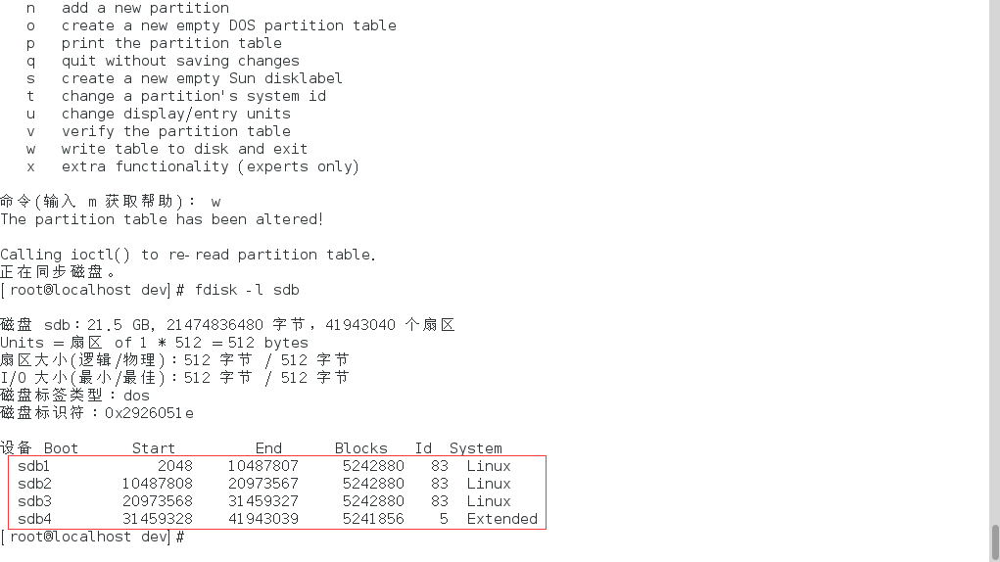 n add a new partition
o create a new empty DOS partition table
p print the partition table
q quit without saving changes
s create a new empty Sun disklabel
t change a partition's system id
u change display/entry units
v verify the partition table
w write table to disk and exit
x extra functionality (experts only)
命令(输入 m 获取帮助)： w
The partition table has been altered!
Calling ioctl() to re-read partition table.
正在同步磁盘。
[root@localhost dev]# fdisk -l sdb
磁盘 sdb：21.5 GB, 21474836480 字节，41943040 个扇区
Units = 扇区 of 1 * 512 = 512 bytes
扇区大小(逻辑/物理)：512 字节 / 512 字节
I/O 大小(最小/最佳)：512 字节 / 512 字节
磁盘标签类型：dos
磁盘标识符：0x2926051e
设备 Boot Start End Blocks Id System
sdb1 2048 10487807 5242880 83 Linux
sdb2 10487808 20973567 5242880 83 Linux
sdb3 20973568 31459327 5242880 83 Linux
sdb4 31459328 41943039 5241856 5 Extended
[root@localhost dev]#